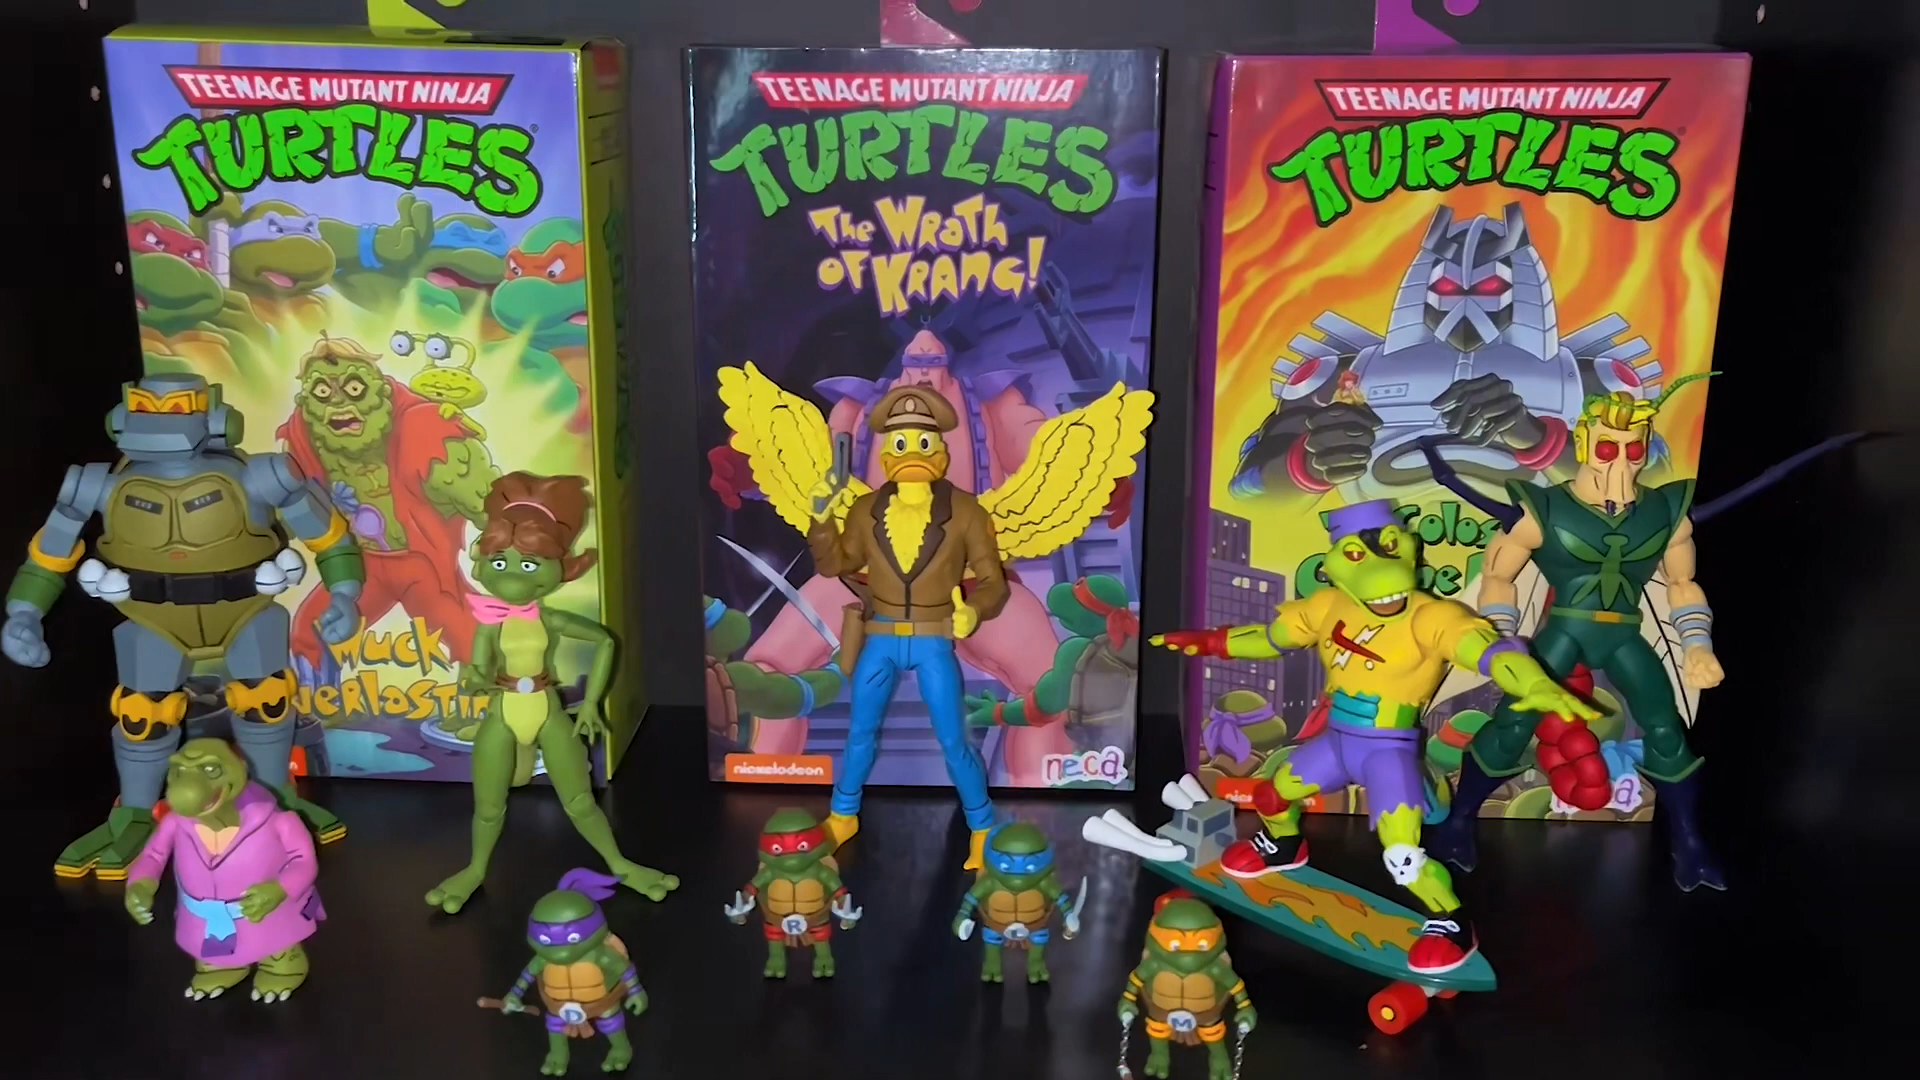 TEENAGE MUTANT NINJA
TURTLES
Muck
nickelodeon
TEENAGE MUTANT NINJA
TURTLES
The WRath
OF KRang!
nickelodeon
neca
R
L
D
TEENAGE MUTANT NINJA
TURTLES
M